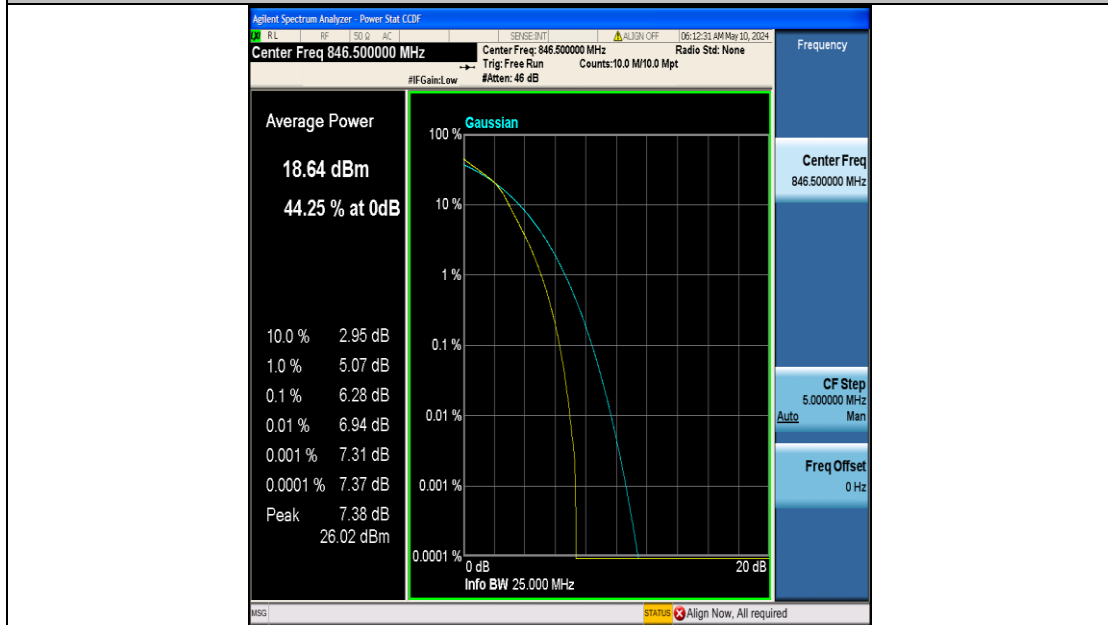 Agilent Spectrum Analyzer - Power Stat CCDF
RL RF 50 Ω AC SENSE:INT ALIGN OFF 06:12:31 AM May 10, 2024
Center Freq 846.500000 MHz
Center Freq: 846.500000 MHz Radio Std: None
Trig: Free Run Counts:10.0 M/10.0 Mpt
#IFGain:Low #Atten: 46 dB
Frequency
Average Power
18.64 dBm
44.25 % at 0dB
10.0 % 2.95 dB
1.0 % 5.07 dB
0.1 % 6.28 dB
0.01 % 6.94 dB
0.001 % 7.31 dB
0.0001 % 7.37 dB
Peak 7.38 dB
26.02 dBm
Gaussian
100 %
10 %
1 %
0.1 %
0.01 %
0.001 %
0.0001 %
0 dB 20 dB
Info BW 25.000 MHz
Center Freq
846.500000 MHz
CF Step
5.000000 MHz
Auto Man
Freq Offset
0 Hz
MSG STATUS Align Now, All required